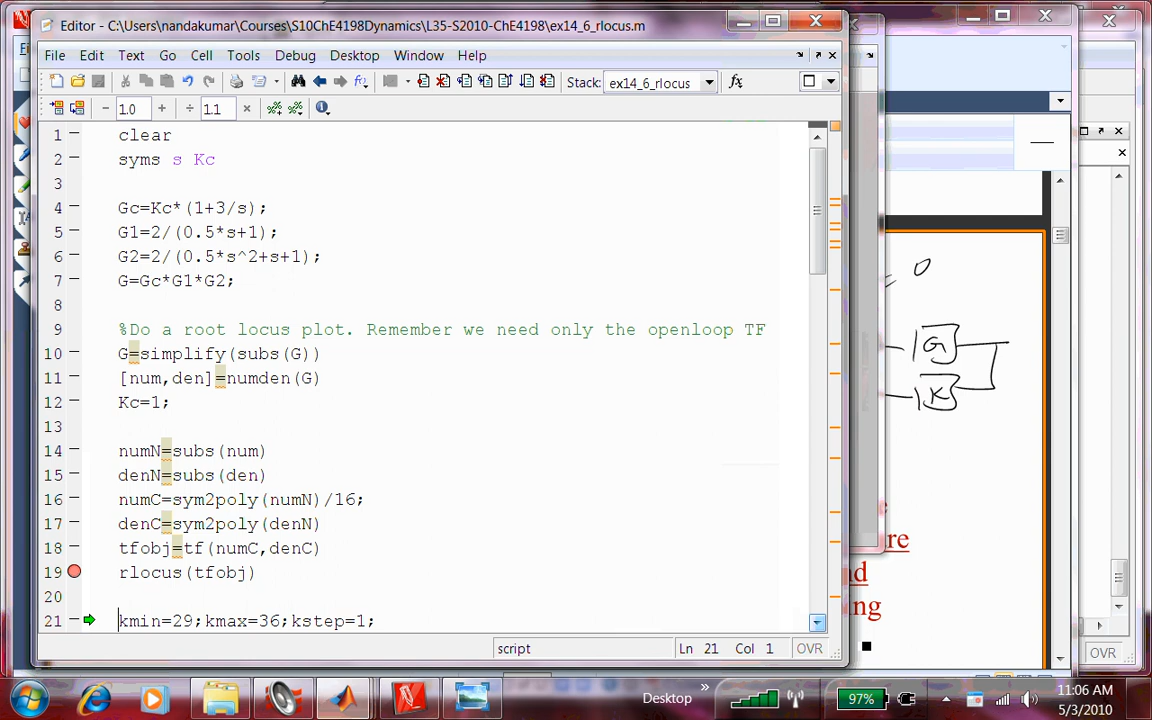 Editor - C:\Users\nandakumar\Courses\S10ChE4198Dynamics\L35-S2010-ChE4198\ex14_6_rlocus.m
File Edit Text Go Cell Tools Debug Desktop Window Help
Stack: ex14_6_rlocus fx
− 1.0 + ÷ 1.1 ×
1 clear
2 syms s Kc
3
4 Gc=Kc*(1+3/s);
5 G1=2/(0.5*s+1);
6 G2=2/(0.5*s^2+s+1);
7 G=Gc*G1*G2;
8
9 %Do a root locus plot. Remember we need only the openloop TF
10 G=simplify(subs(G))
11 [num,den]=numden(G)
12 Kc=1;
13
14 numN=subs(num)
15 denN=subs(den)
16 numC=sym2poly(numN)/16;
17 denC=sym2poly(denN)
18 tfobj=tf(numC,denC)
19 rlocus(tfobj)
20
21 kmin=29;kmax=36;kstep=1;
script Ln 21 Col 1 OVR
= 0
G
K
re
d
ing
OVR
Desktop » 97% 11:06 AM
5/3/2010